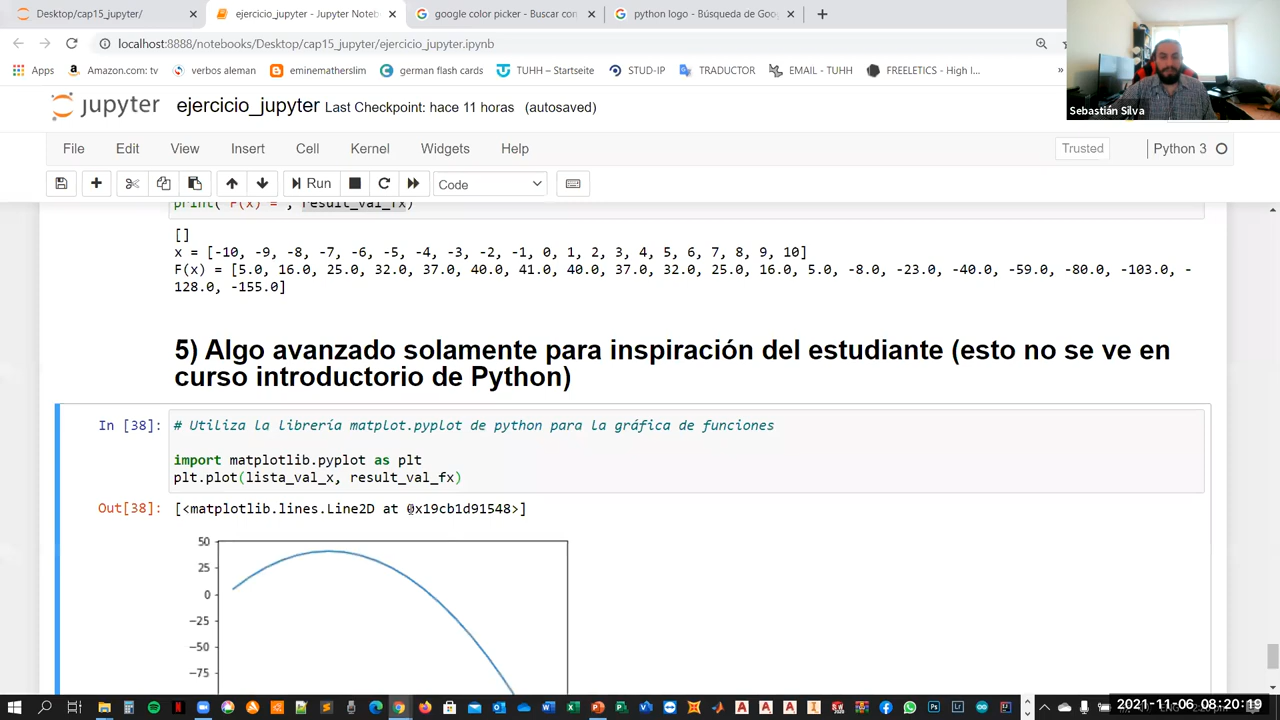 Desktop/cap15_jupyter/
ejercicio_jupyter - Jupyter Noteb
google color picker - Buscar con
python logo - Búsqueda de Goo
localhost:8888/notebooks/Desktop/cap15_jupyter/ejercicio_jupyter.ipynb
Apps
Amazon.com: tv
verbos aleman
eminemathersIim
german flash cards
TUHH – Startseite
STUD-IP
TRADUCTOR
EMAIL - TUHH
FREELETICS - High I...
»
Sebastián Silva
jupyter ejercicio_jupyter Last Checkpoint: hace 11 horas (autosaved)
File Edit View Insert Cell Kernel Widgets Help
Trusted
Python 3
Run
Code
print("F(x) = ", result_val_fx)
[]
x = [-10, -9, -8, -7, -6, -5, -4, -3, -2, -1, 0, 1, 2, 3, 4, 5, 6, 7, 8, 9, 10]
F(x) = [5.0, 16.0, 25.0, 32.0, 37.0, 40.0, 41.0, 40.0, 37.0, 32.0, 25.0, 16.0, 5.0, -8.0, -23.0, -40.0, -59.0, -80.0, -103.0, -
128.0, -155.0]
5) Algo avanzado solamente para inspiración del estudiante (esto no se ve en
curso introductorio de Python)
In [38]:
# Utiliza la librería matplot.pyplot de python para la gráfica de funciones
import matplotlib.pyplot as plt
plt.plot(lista_val_x, result_val_fx)
Out[38]:
[<matplotlib.lines.Line2D at 0x19cb1d91548>]
50
25
0
−25
−50
−75
2021-11-06 08:20:19